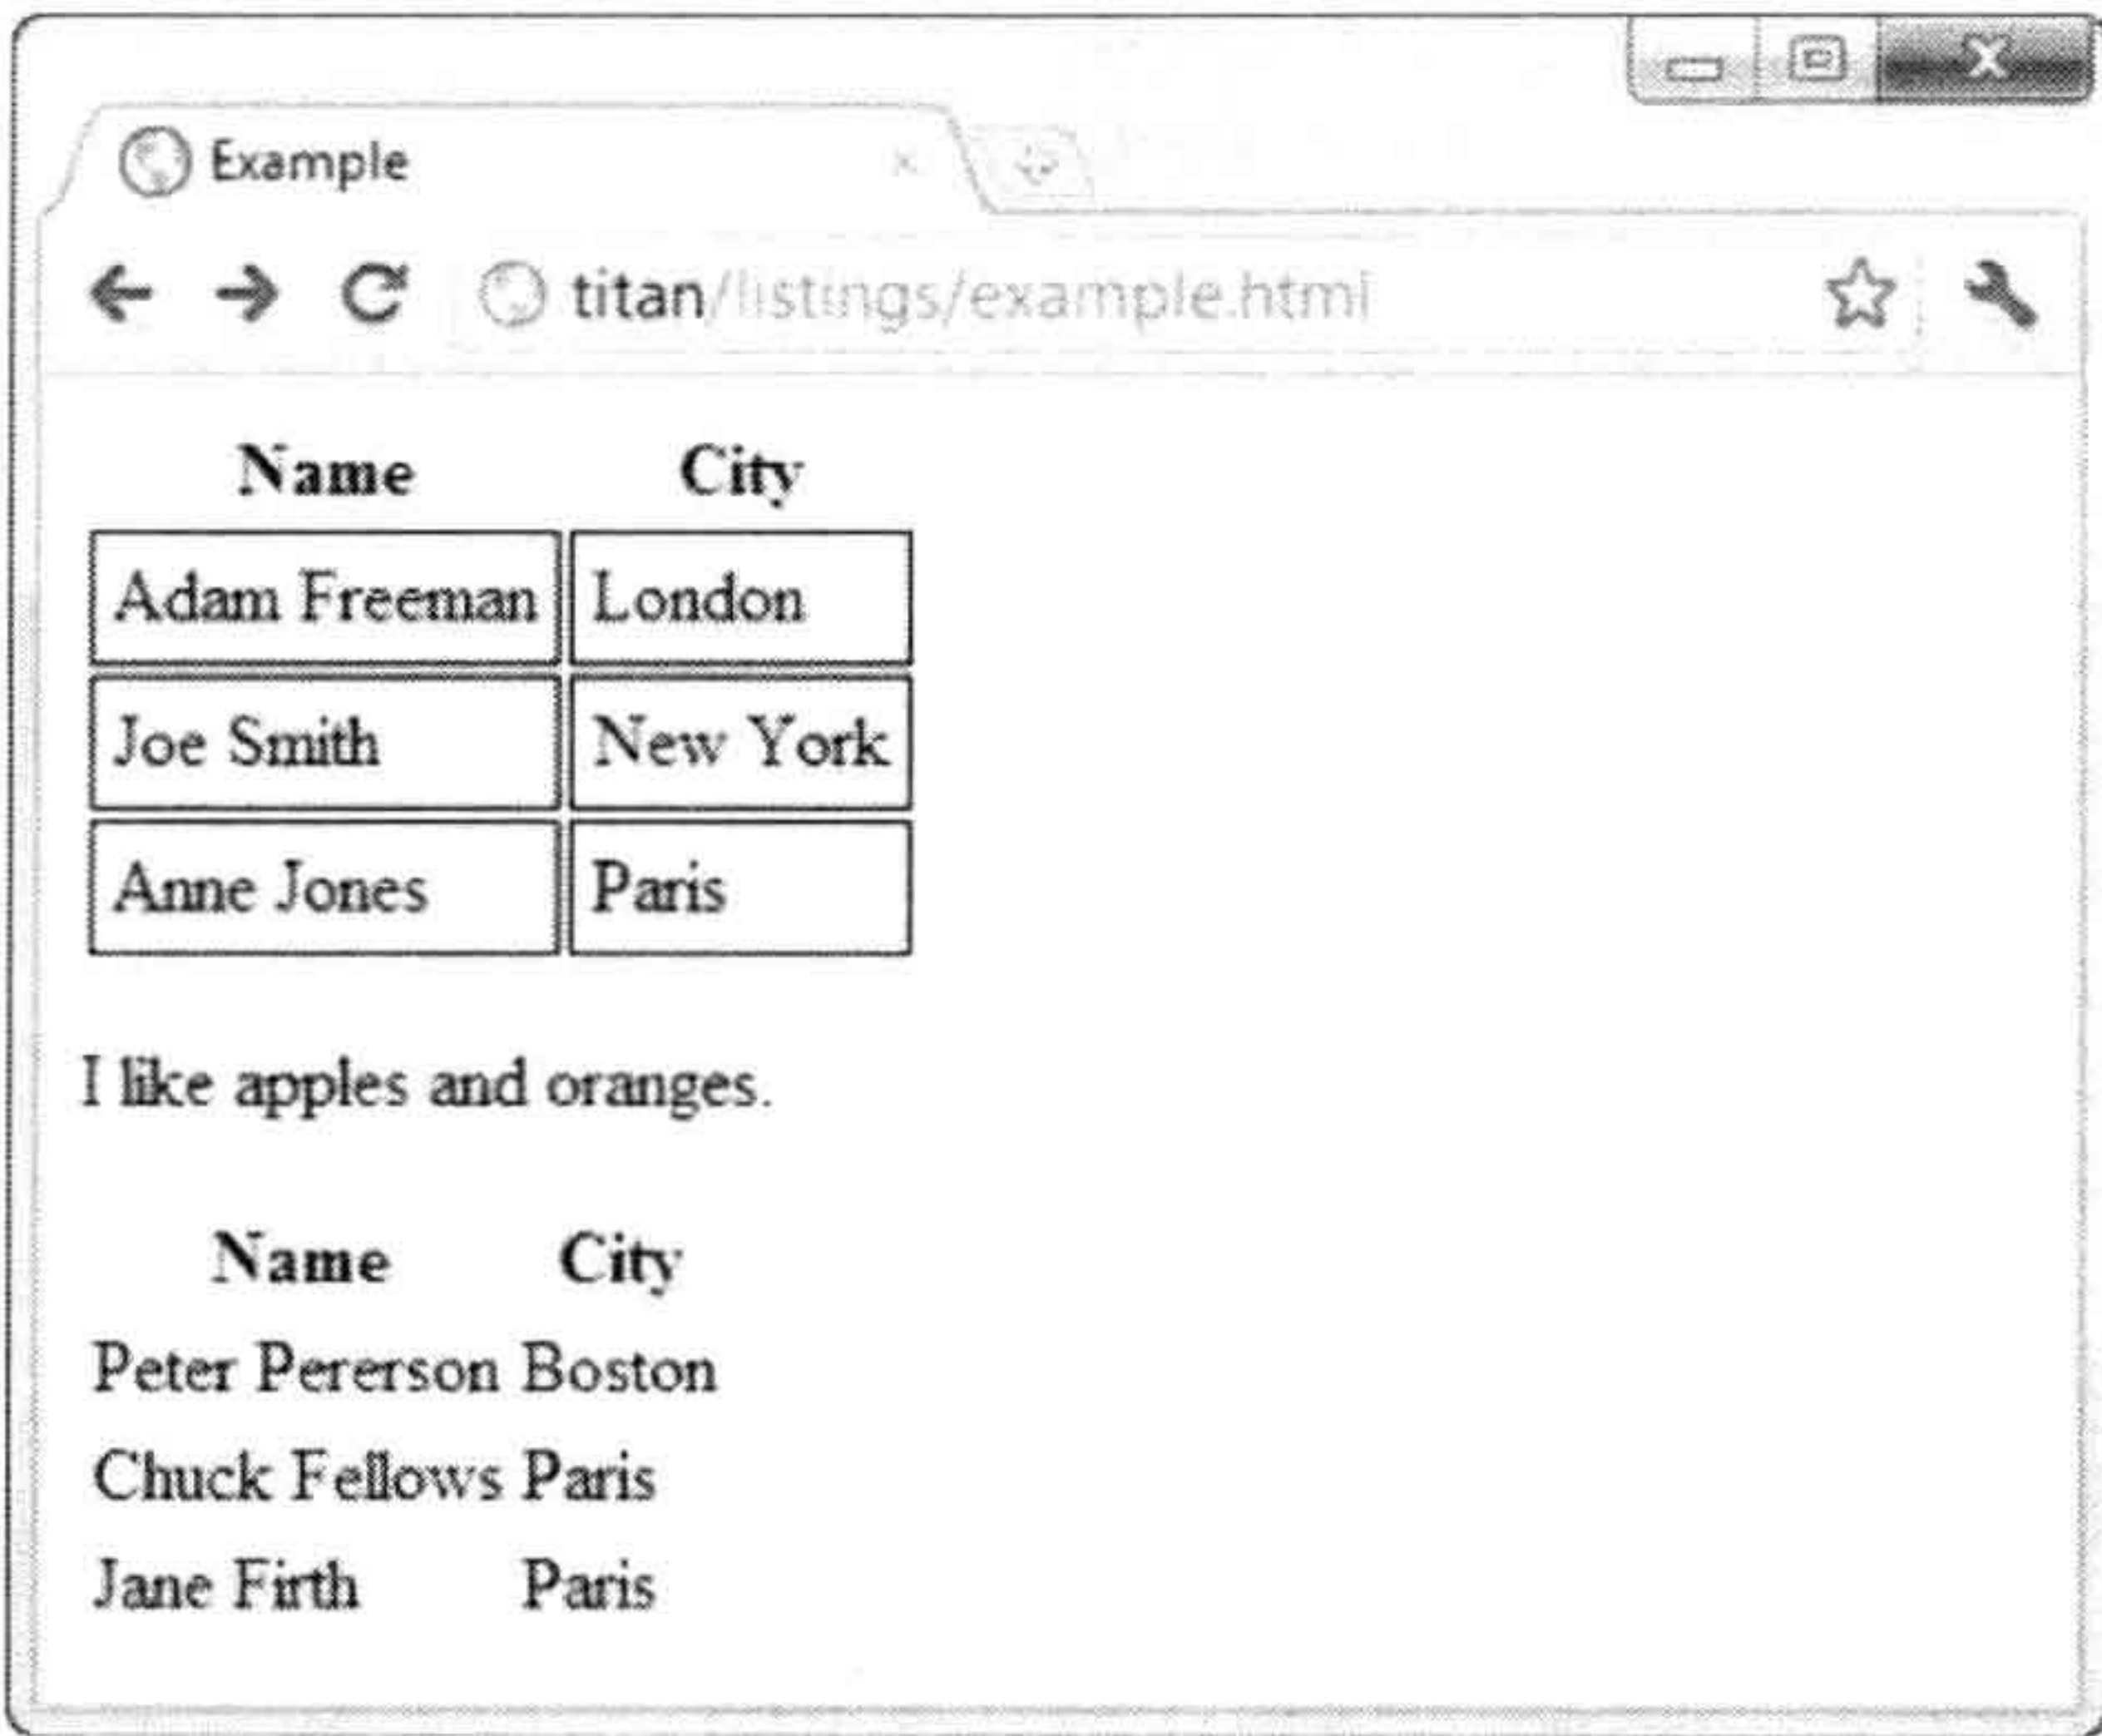 Example
titan/listings/example.html
Name City
Adam Freeman London
Joe Smith New York
Anne Jones Paris
I like apples and oranges.
Name City
Peter Pererson Boston
Chuck Fellows Paris
Jane Firth Paris